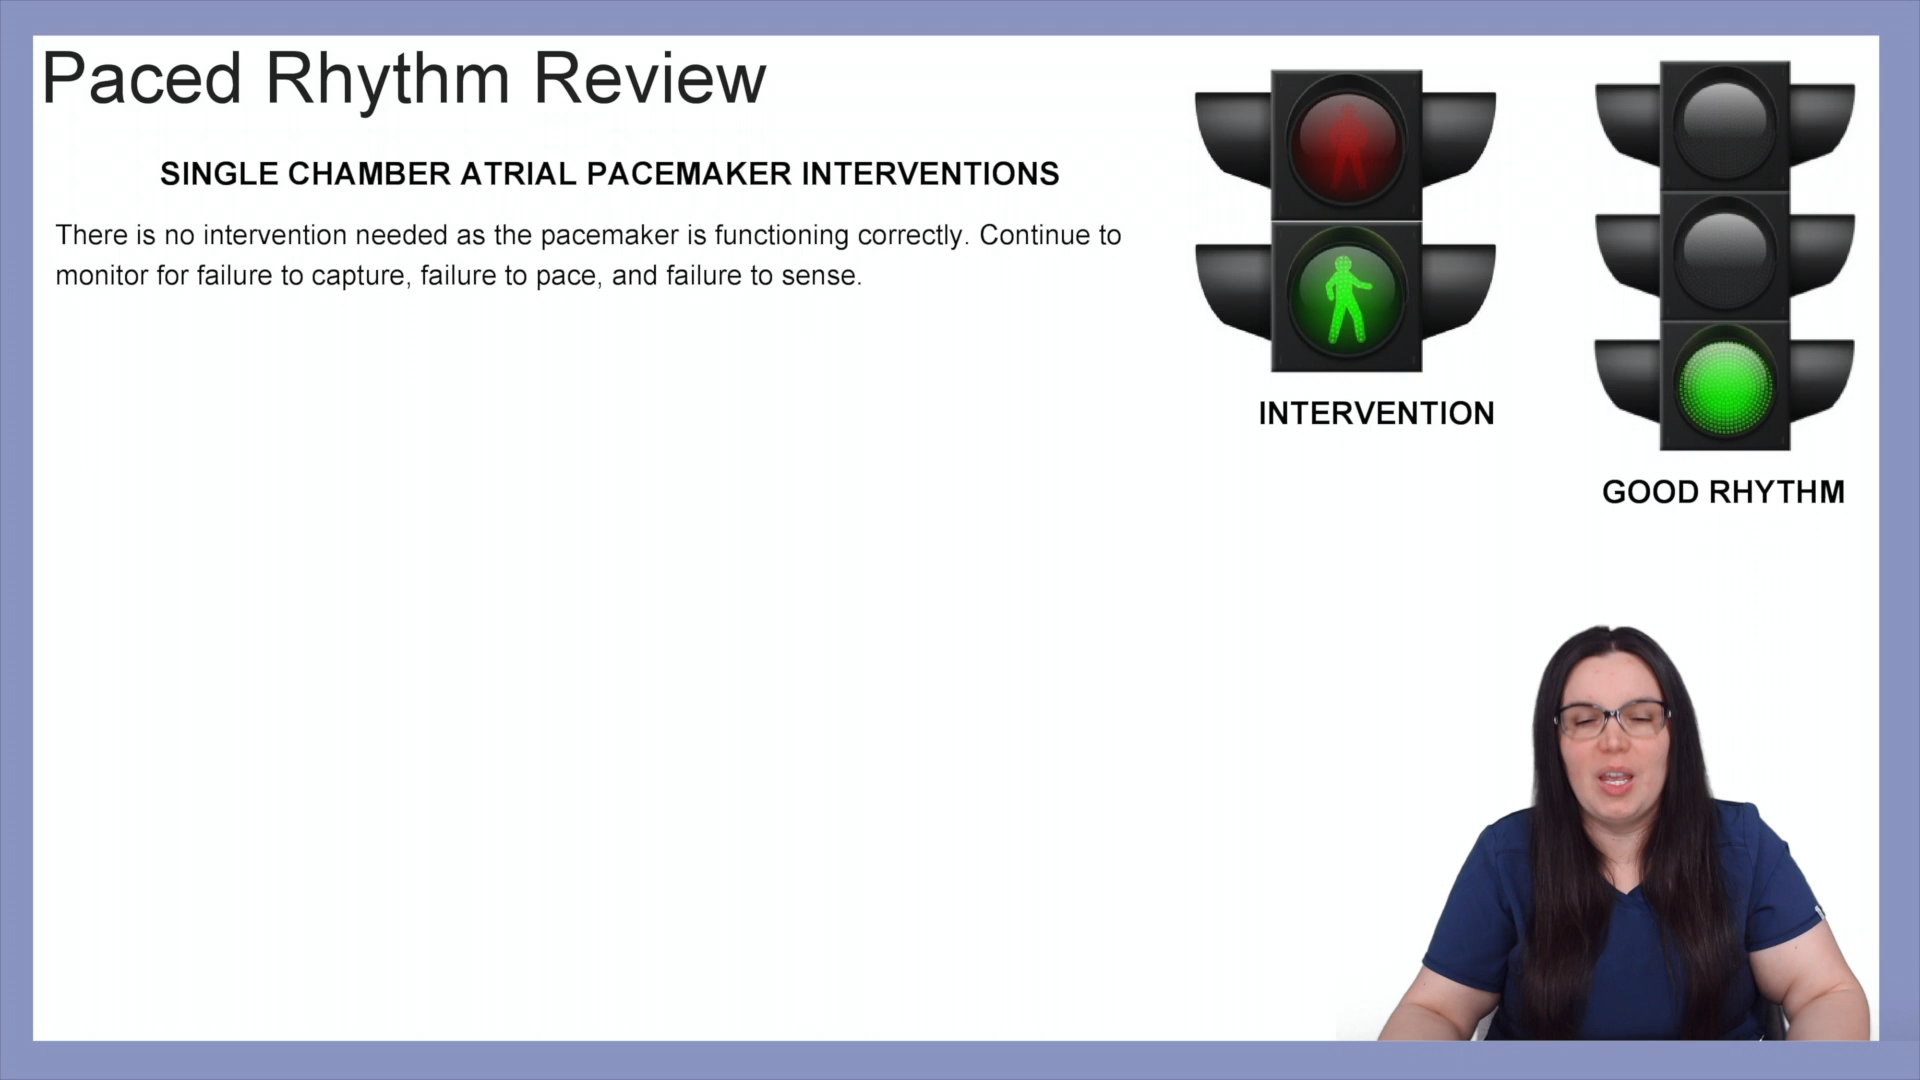 Paced Rhythm Review
SINGLE CHAMBER ATRIAL PACEMAKER INTERVENTIONS
There is no intervention needed as the pacemaker is functioning correctly. Continue to
monitor for failure to capture, failure to pace, and failure to sense.
INTERVENTION
GOOD RHYTHM